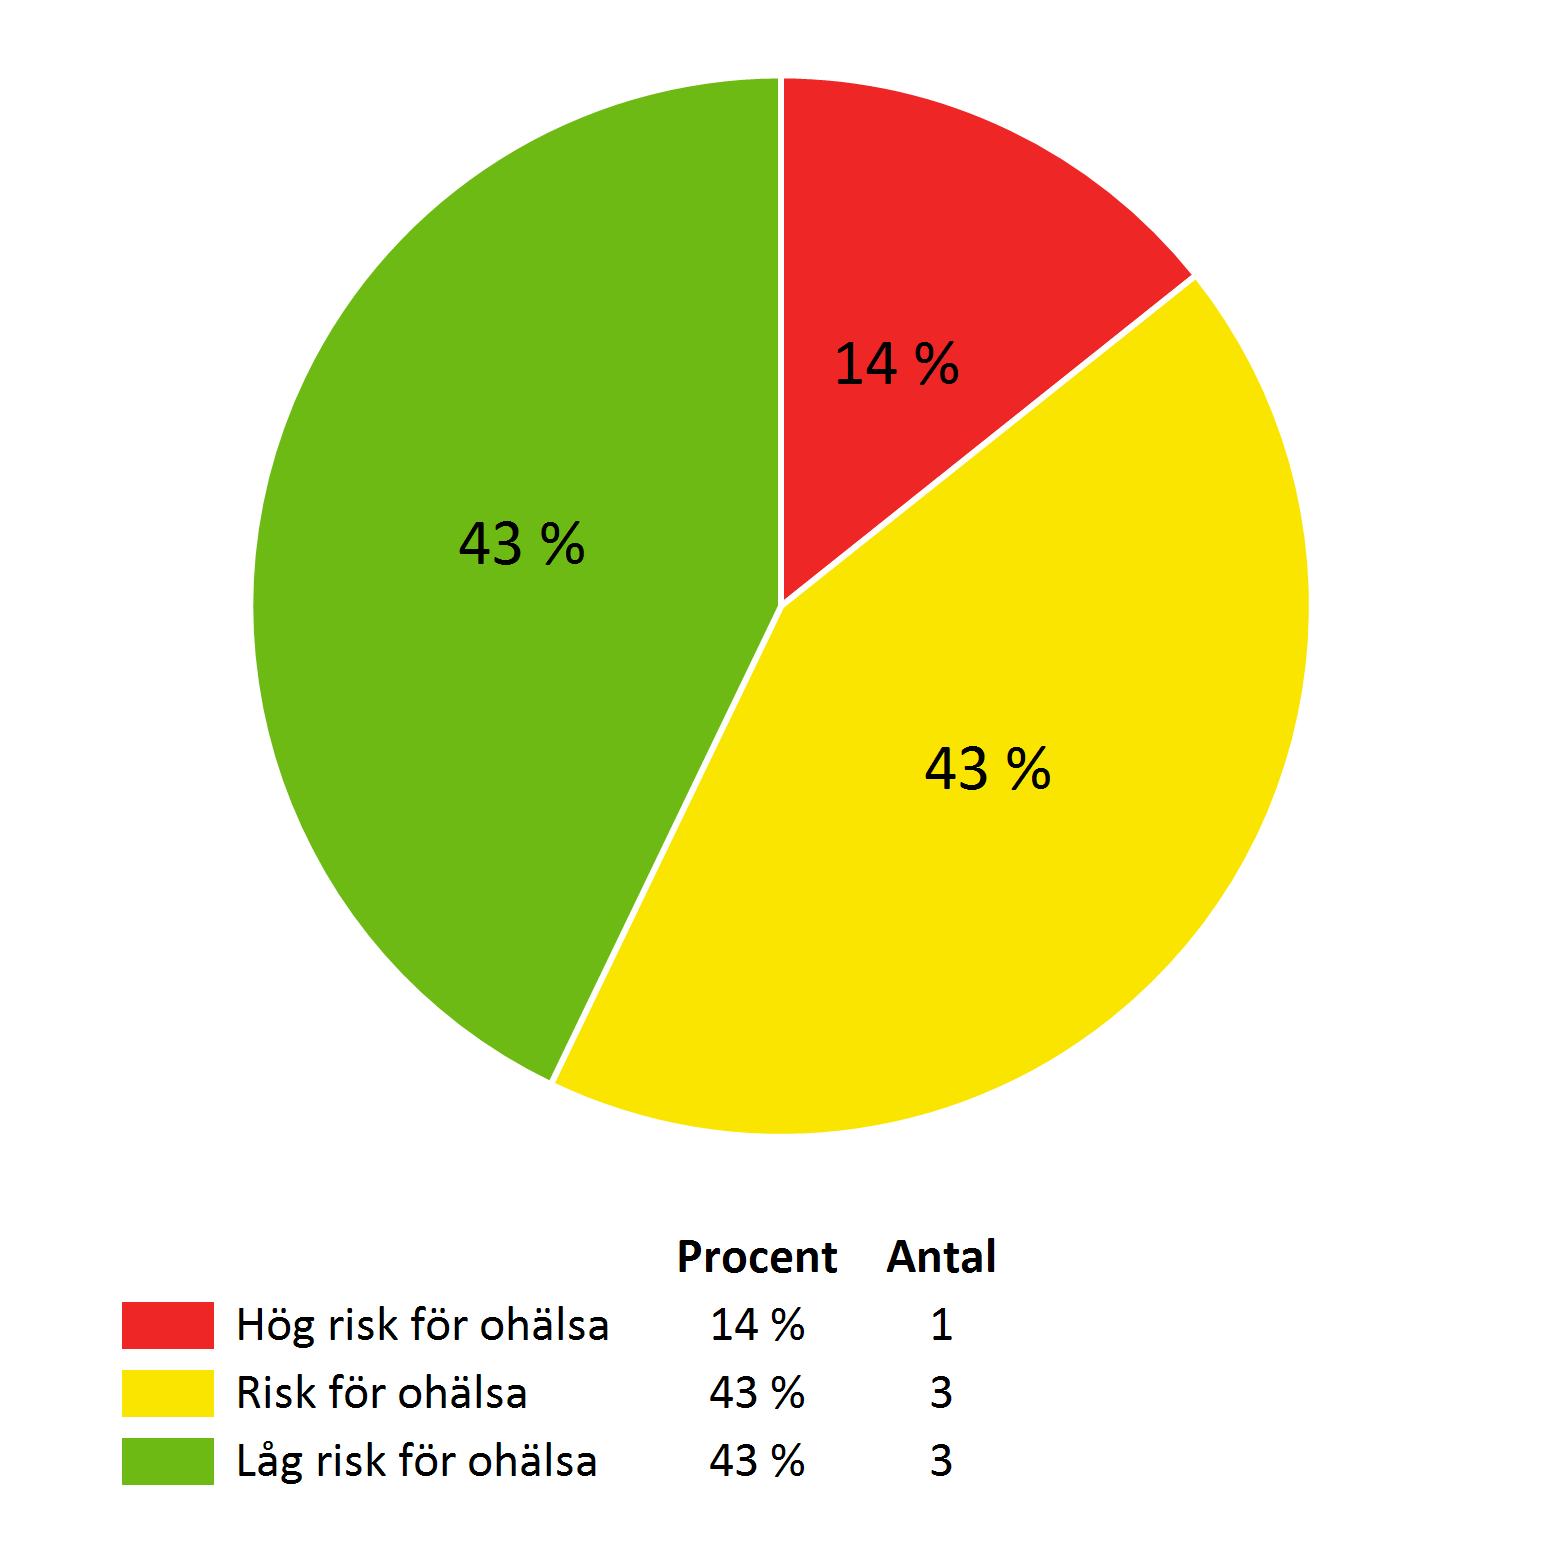 14 %
43 %
43 %
Procent Antal
Hög risk för ohälsa 14 % 1
Risk för ohälsa 43 % 3
Låg risk för ohälsa 43 % 3